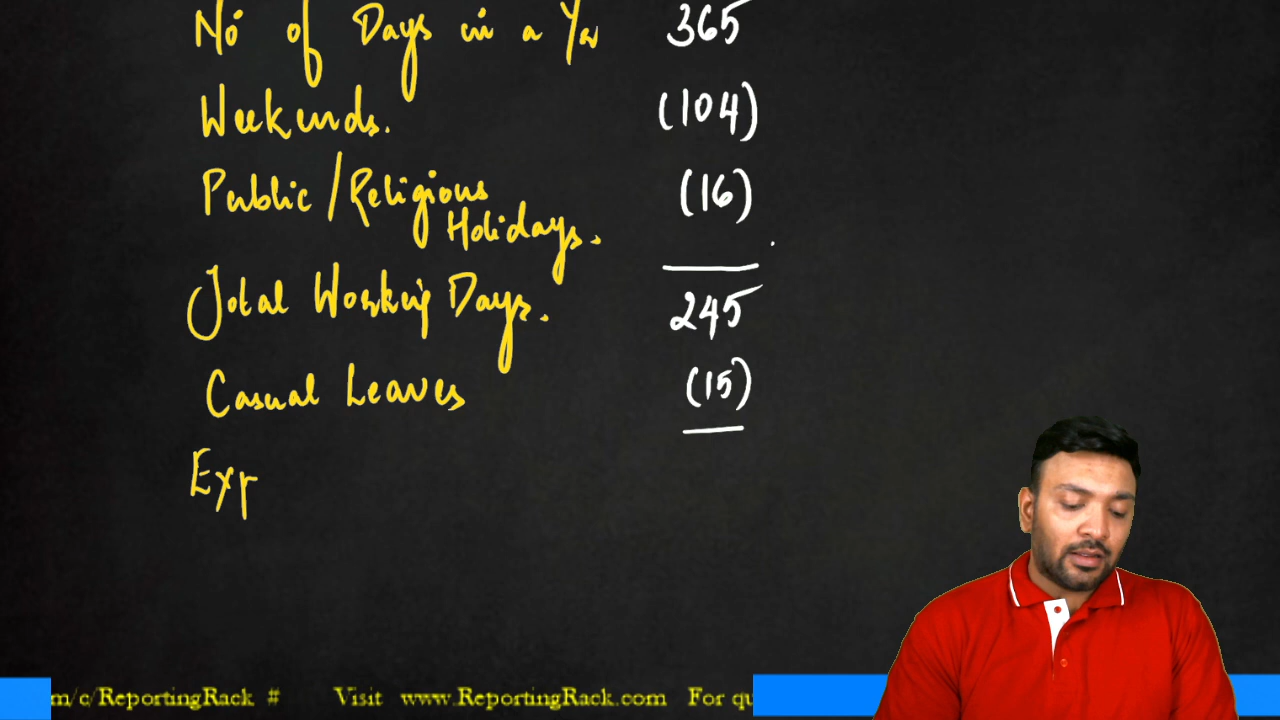 No of Days in a Year 365
Weekends. (104)
Public / Religious Holidays. (16)
Total Working Days. 245
Casual Leaves (15)
Exp
m/c/ReportingRack # Visit www.ReportingRack.com For qu